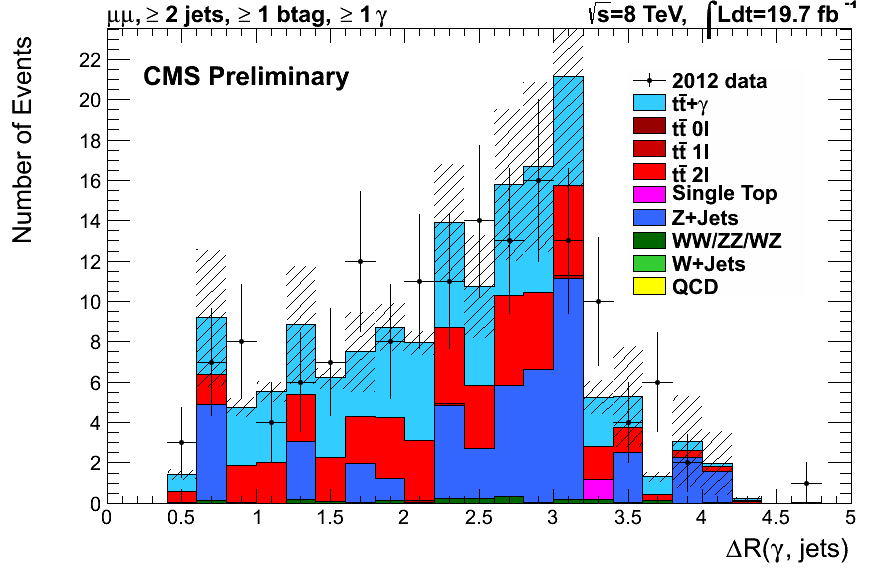 μμ, ≥ 2 jets, ≥ 1 btag, ≥ 1 γ
√s=8 TeV, ∫Ldt=19.7 fb⁻¹
CMS Preliminary
2012 data
tt̄+γ
tt̄ 0l
tt̄ 1l
tt̄ 2l
Single Top
Z+Jets
WW/ZZ/WZ
W+Jets
QCD
Number of Events
22
20
18
16
14
12
10
8
6
4
2
0
0 0.5 1 1.5 2 2.5 3 3.5 4 4.5 5
ΔR(γ, jets)